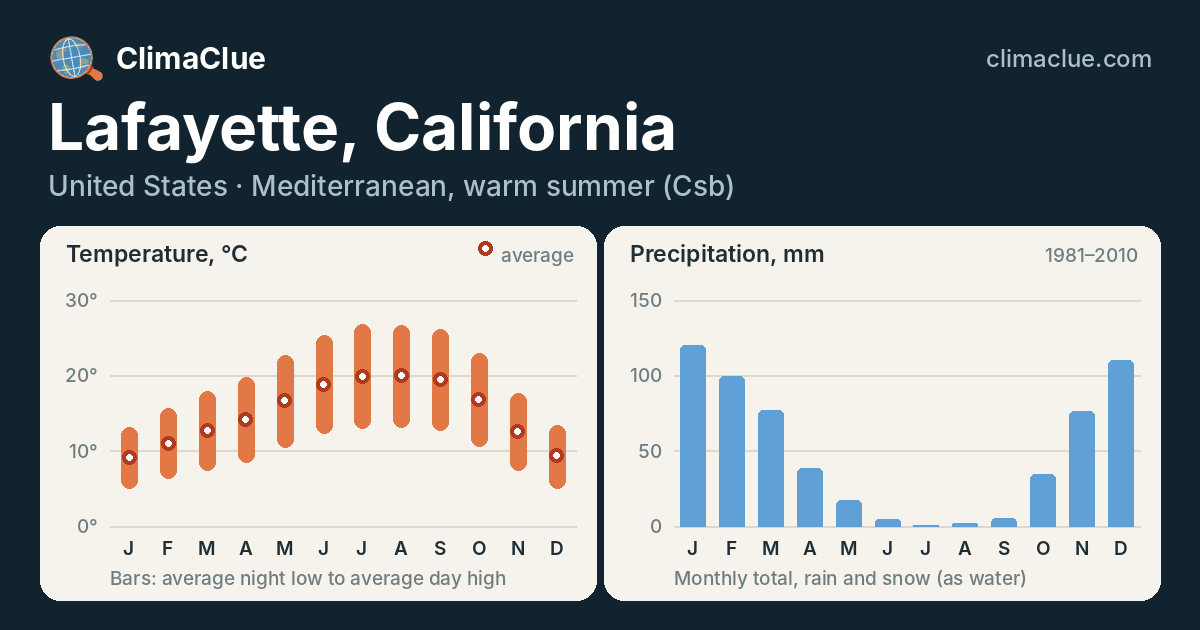 ClimaClue
climaclue.com
Lafayette, California
United States · Mediterranean, warm summer (Csb)
Temperature, °C
average
30°
20°
10°
0°
J F M A M J J A S O N D
Bars: average night low to average day high
Precipitation, mm
1981–2010
150
100
50
0
J F M A M J J A S O N D
Monthly total, rain and snow (as water)